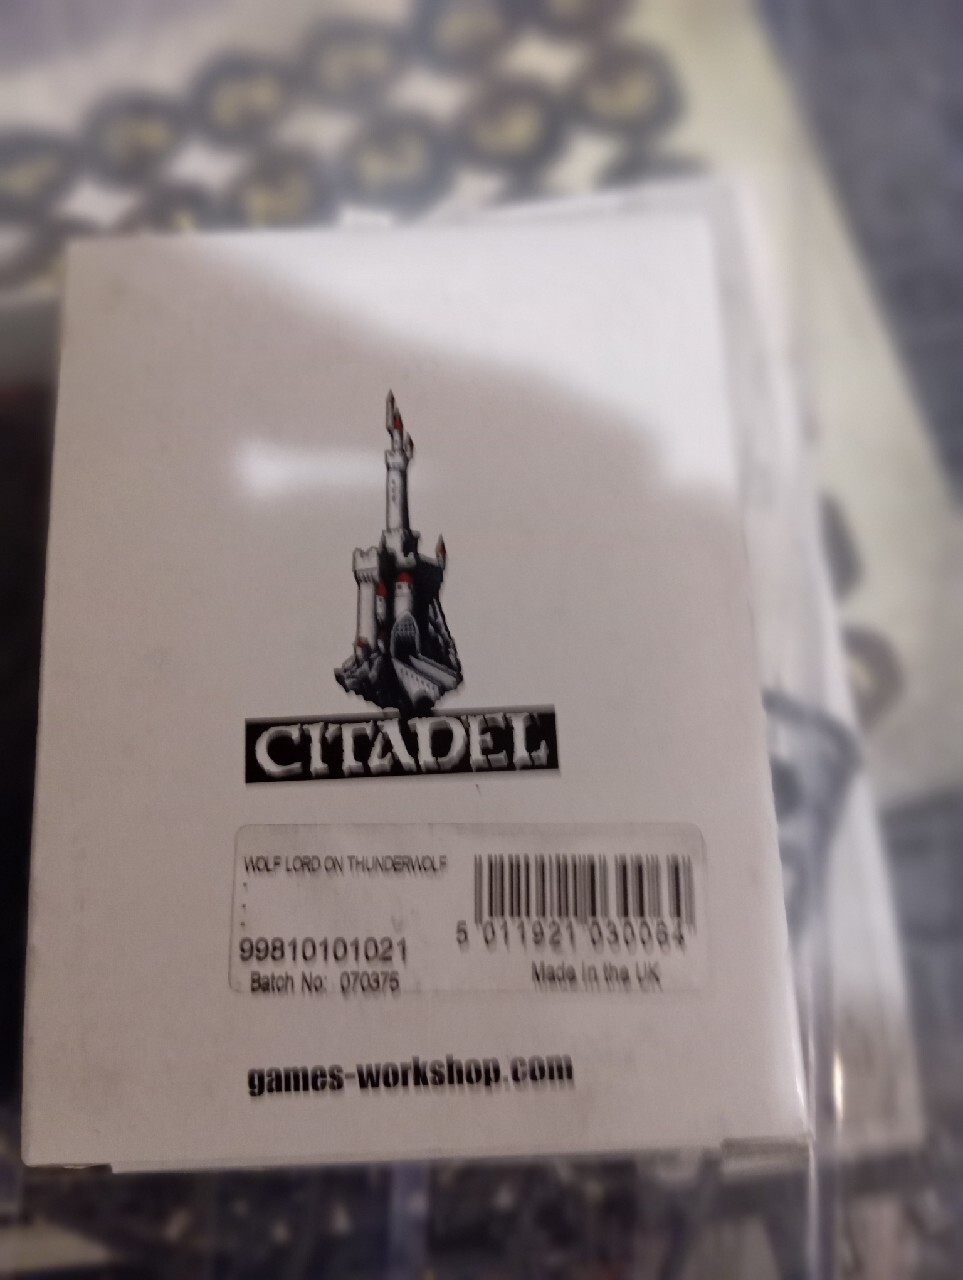 CITADEL
WOLF LORD ON THUNDERWOLF
:
:
99810101021
Batch No: 070375
5 011921 030064
Made in the UK
games-workshop.com